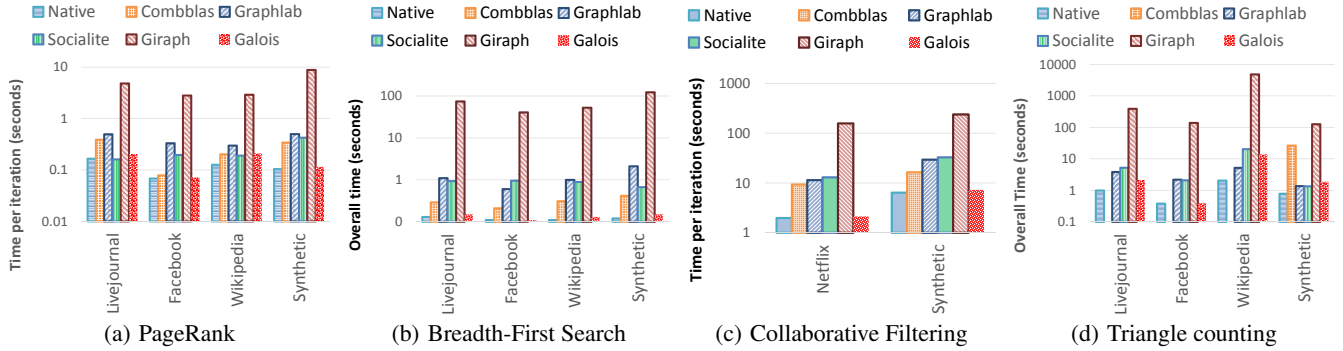 Native Combblas Graphlab
Socialite Giraph Galois
Time per iteration (seconds)
10
1
0.1
0.01
Livejournal
Facebook
Wikipedia
Synthetic
(a) PageRank
Native Combblas Graphlab
Socialite Giraph Galois
Overall time (seconds)
100
10
1
0
Livejournal
Facebook
Wikipedia
Synthetic
(b) Breadth-First Search
Native Combblas Graphlab
Socialite Giraph Galois
Time per iteration (seconds)
1000
100
10
1
Netflix
Synthetic
(c) Collaborative Filtering
Native Combblas Graphlab
Socialite Giraph Galois
Overall Time (seconds)
10000
1000
100
10
1
0.1
Livejournal
Facebook
Wikipedia
Synthetic
(d) Triangle counting